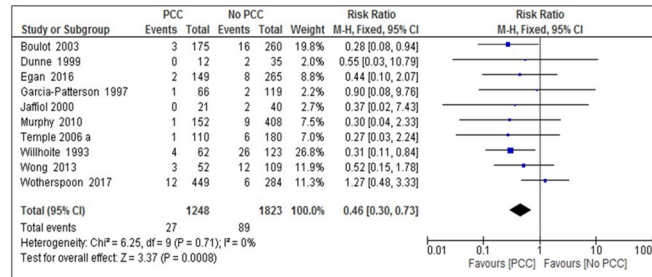 PCC No PCC Risk Ratio Risk Ratio
Study or Subgroup Events Total Events Total Weight M-H, Fixed, 95% CI M-H, Fixed, 95% CI
Boulot 2003 3 175 16 260 19.8% 0.28 [0.08, 0.94]
Dunne 1999 0 12 2 35 2.0% 0.55 [0.03, 10.79]
Egan 2016 2 149 8 265 8.9% 0.44 [0.10, 2.07]
Garcia-Patterson 1997 1 66 2 119 2.2% 0.90 [0.08, 9.76]
Jaffiol 2000 0 21 2 40 2.7% 0.37 [0.02, 7.43]
Murphy 2010 1 152 9 408 7.5% 0.30 [0.04, 2.33]
Temple 2006 a 1 110 6 180 7.0% 0.27 [0.03, 2.24]
Willhoite 1993 4 62 26 123 26.8% 0.31 [0.11, 0.84]
Wong 2013 3 52 12 109 11.9% 0.52 [0.15, 1.78]
Wotherspoon 2017 12 449 6 284 11.3% 1.27 [0.48, 3.33]
Total (95% CI) 1248 1823 100.0% 0.46 [0.30, 0.73]
Total events 27 89
Heterogeneity: Chi² = 6.25, df = 9 (P = 0.71); I² = 0%
Test for overall effect: Z = 3.37 (P = 0.0008)
0.01 0.1 1 10 100
Favours [PCC] Favours [No PCC]